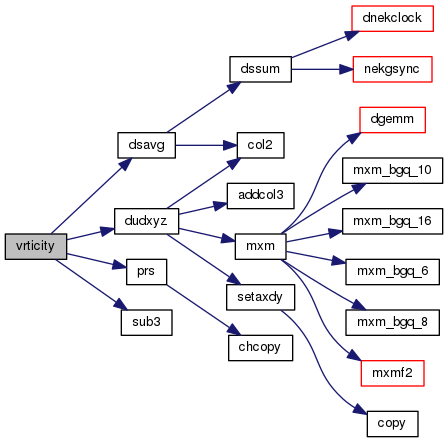 dnekclock
dssum
nekgsync
dgemm
dsavg
col2
mxm_bgq_10
addcol3
mxm_bgq_16
dudxyz
vrticity
mxm
mxm_bgq_6
prs
setaxdy
mxm_bgq_8
sub3
chcopy
mxmf2
copy